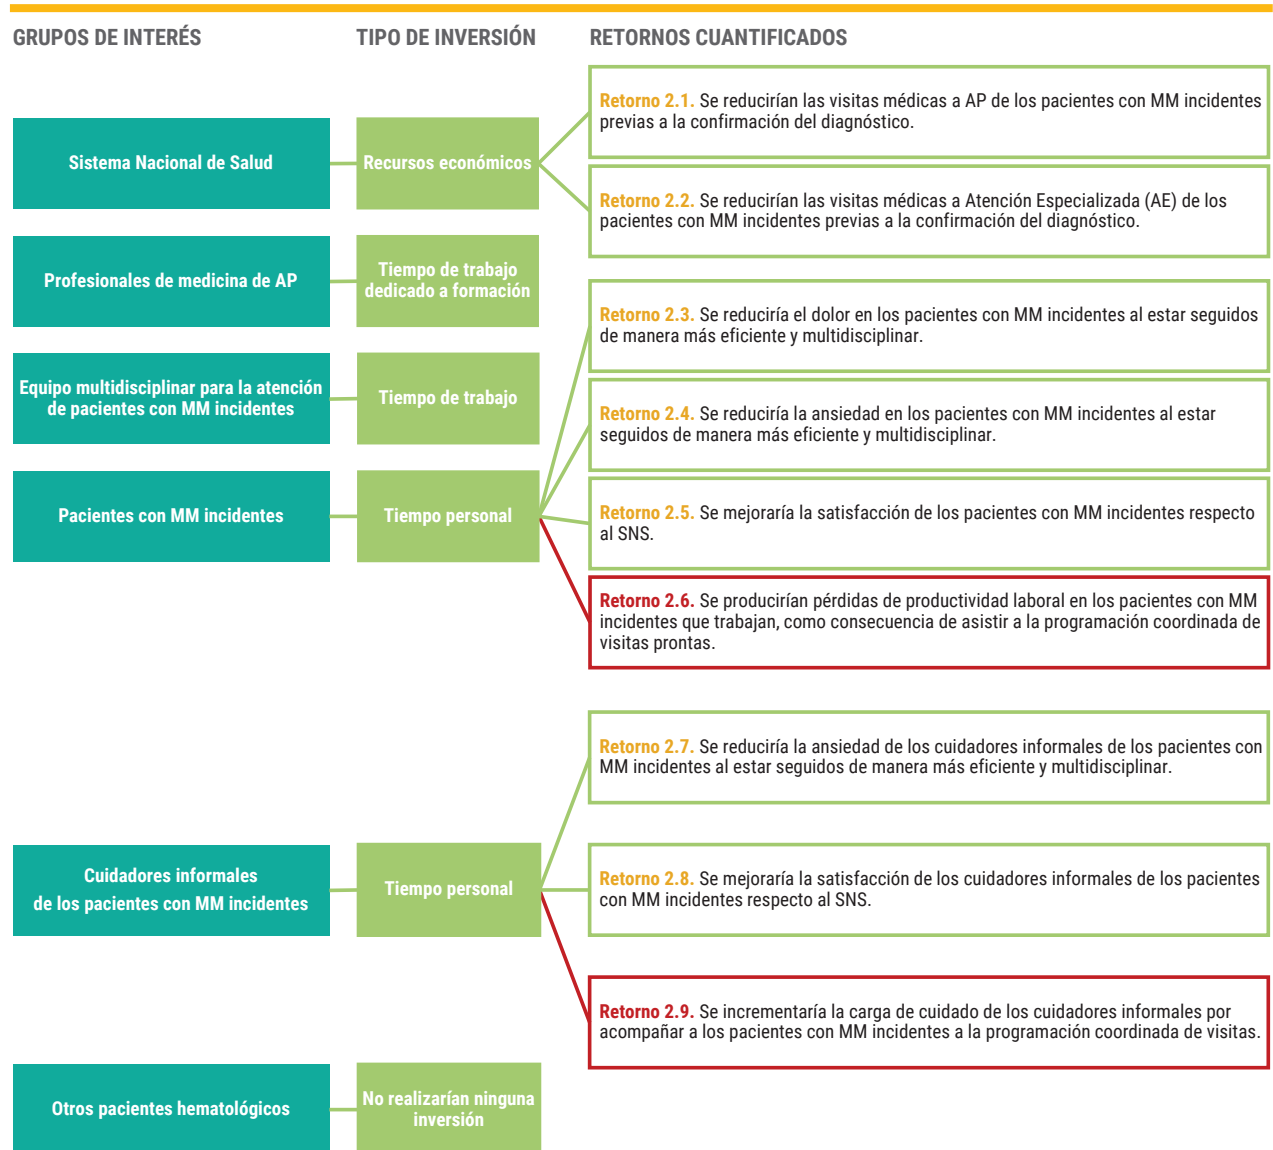 GRUPOS DE INTERÉS
TIPO DE INVERSIÓN
RETORNOS CUANTIFICADOS
Sistema Nacional de Salud
Recursos económicos
Retorno 2.1. Se reducirían las visitas médicas a AP de los pacientes con MM incidentes
previas a la confirmación del diagnóstico.
Retorno 2.2. Se reducirían las visitas médicas a Atención Especializada (AE) de los
pacientes con MM incidentes previas a la confirmación del diagnóstico.
Profesionales de medicina de AP
Tiempo de trabajo
dedicado a formación
Equipo multidisciplinar para la atención
de pacientes con MM incidentes
Tiempo de trabajo
Pacientes con MM incidentes
Tiempo personal
Retorno 2.3. Se reduciría el dolor en los pacientes con MM incidentes al estar seguidos
de manera más eficiente y multidisciplinar.
Retorno 2.4. Se reduciría la ansiedad en los pacientes con MM incidentes al estar
seguidos de manera más eficiente y multidisciplinar.
Retorno 2.5. Se mejoraría la satisfacción de los pacientes con MM incidentes respecto
al SNS.
Retorno 2.6. Se producirían pérdidas de productividad laboral en los pacientes con MM
incidentes que trabajan, como consecuencia de asistir a la programación coordinada de
visitas prontas.
Cuidadores informales
de los pacientes con MM incidentes
Tiempo personal
Retorno 2.7. Se reduciría la ansiedad de los cuidadores informales de los pacientes con
MM incidentes al estar seguidos de manera más eficiente y multidisciplinar.
Retorno 2.8. Se mejoraría la satisfacción de los cuidadores informales de los pacientes
con MM incidentes respecto al SNS.
Retorno 2.9. Se incrementaría la carga de cuidado de los cuidadores informales por
acompañar a los pacientes con MM incidentes a la programación coordinada de visitas.
Otros pacientes hematológicos
No realizarían ninguna
inversión